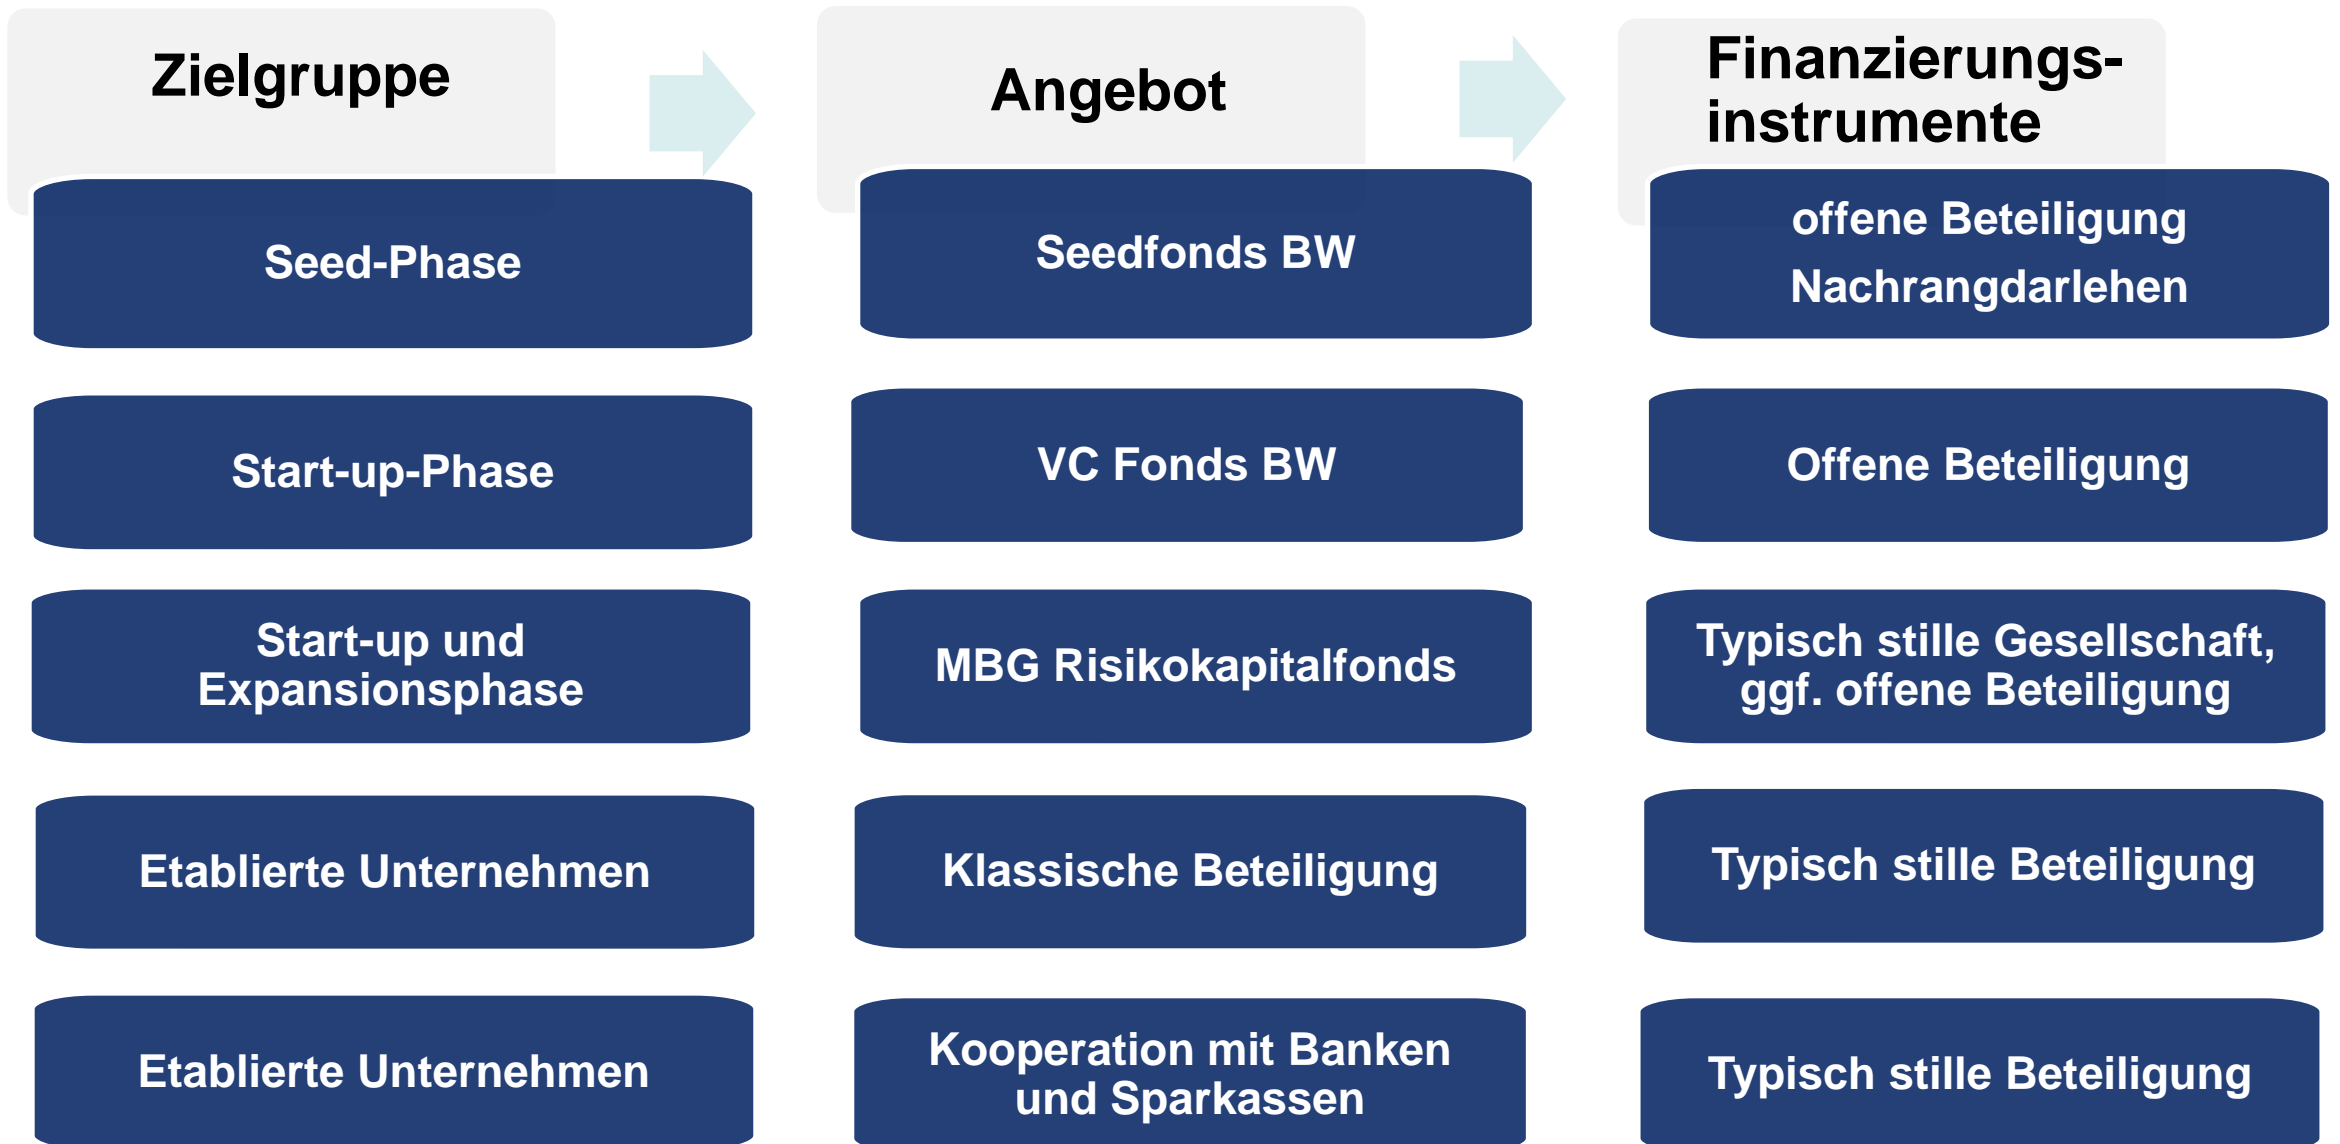 Zielgruppe
Angebot
Finanzierungs-
instrumente
Seed-Phase
Seedfonds BW
offene Beteiligung
Nachrangdarlehen
Start-up-Phase
VC Fonds BW
Offene Beteiligung
Start-up und
Expansionsphase
MBG Risikokapitalfonds
Typisch stille Gesellschaft,
ggf. offene Beteiligung
Etablierte Unternehmen
Klassische Beteiligung
Typisch stille Beteiligung
Etablierte Unternehmen
Kooperation mit Banken
und Sparkassen
Typisch stille Beteiligung